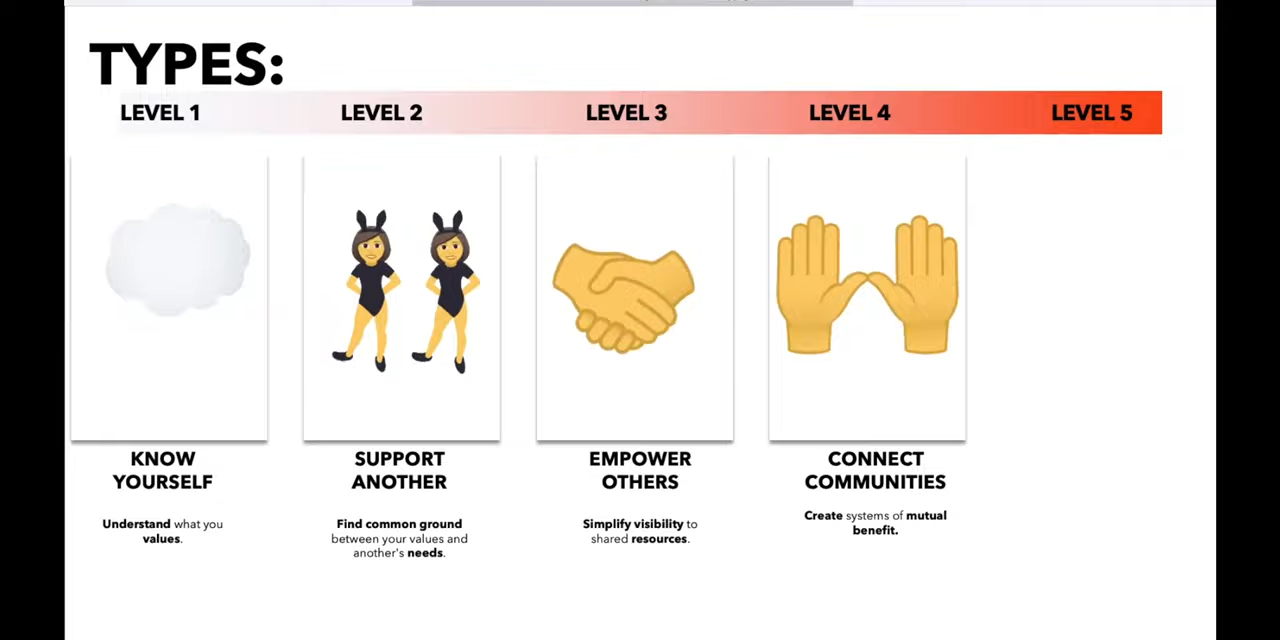 TYPES:
LEVEL 1
LEVEL 2
LEVEL 3
LEVEL 4
LEVEL 5
KNOW
YOURSELF
Understand what you
values.
SUPPORT
ANOTHER
Find common ground
between your values and
another's needs.
EMPOWER
OTHERS
Simplify visibility to
shared resources.
CONNECT
COMMUNITIES
Create systems of mutual
benefit.